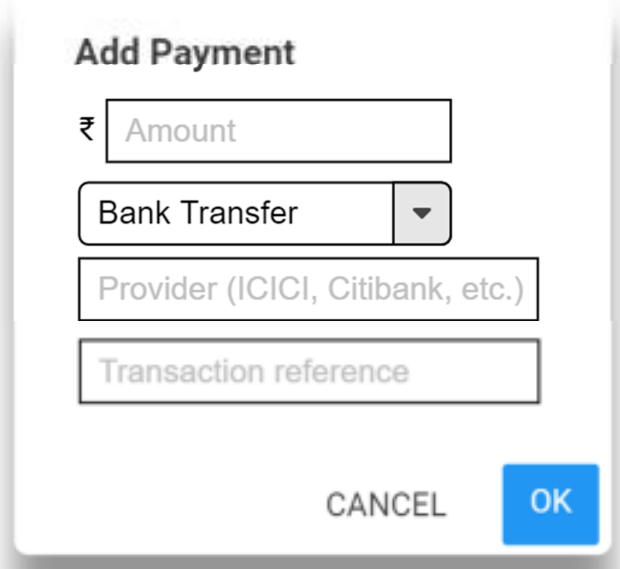 Add Payment
₹ Amount
Bank Transfer
Provider (ICICI, Citibank, etc.)
Transaction reference
CANCEL OK